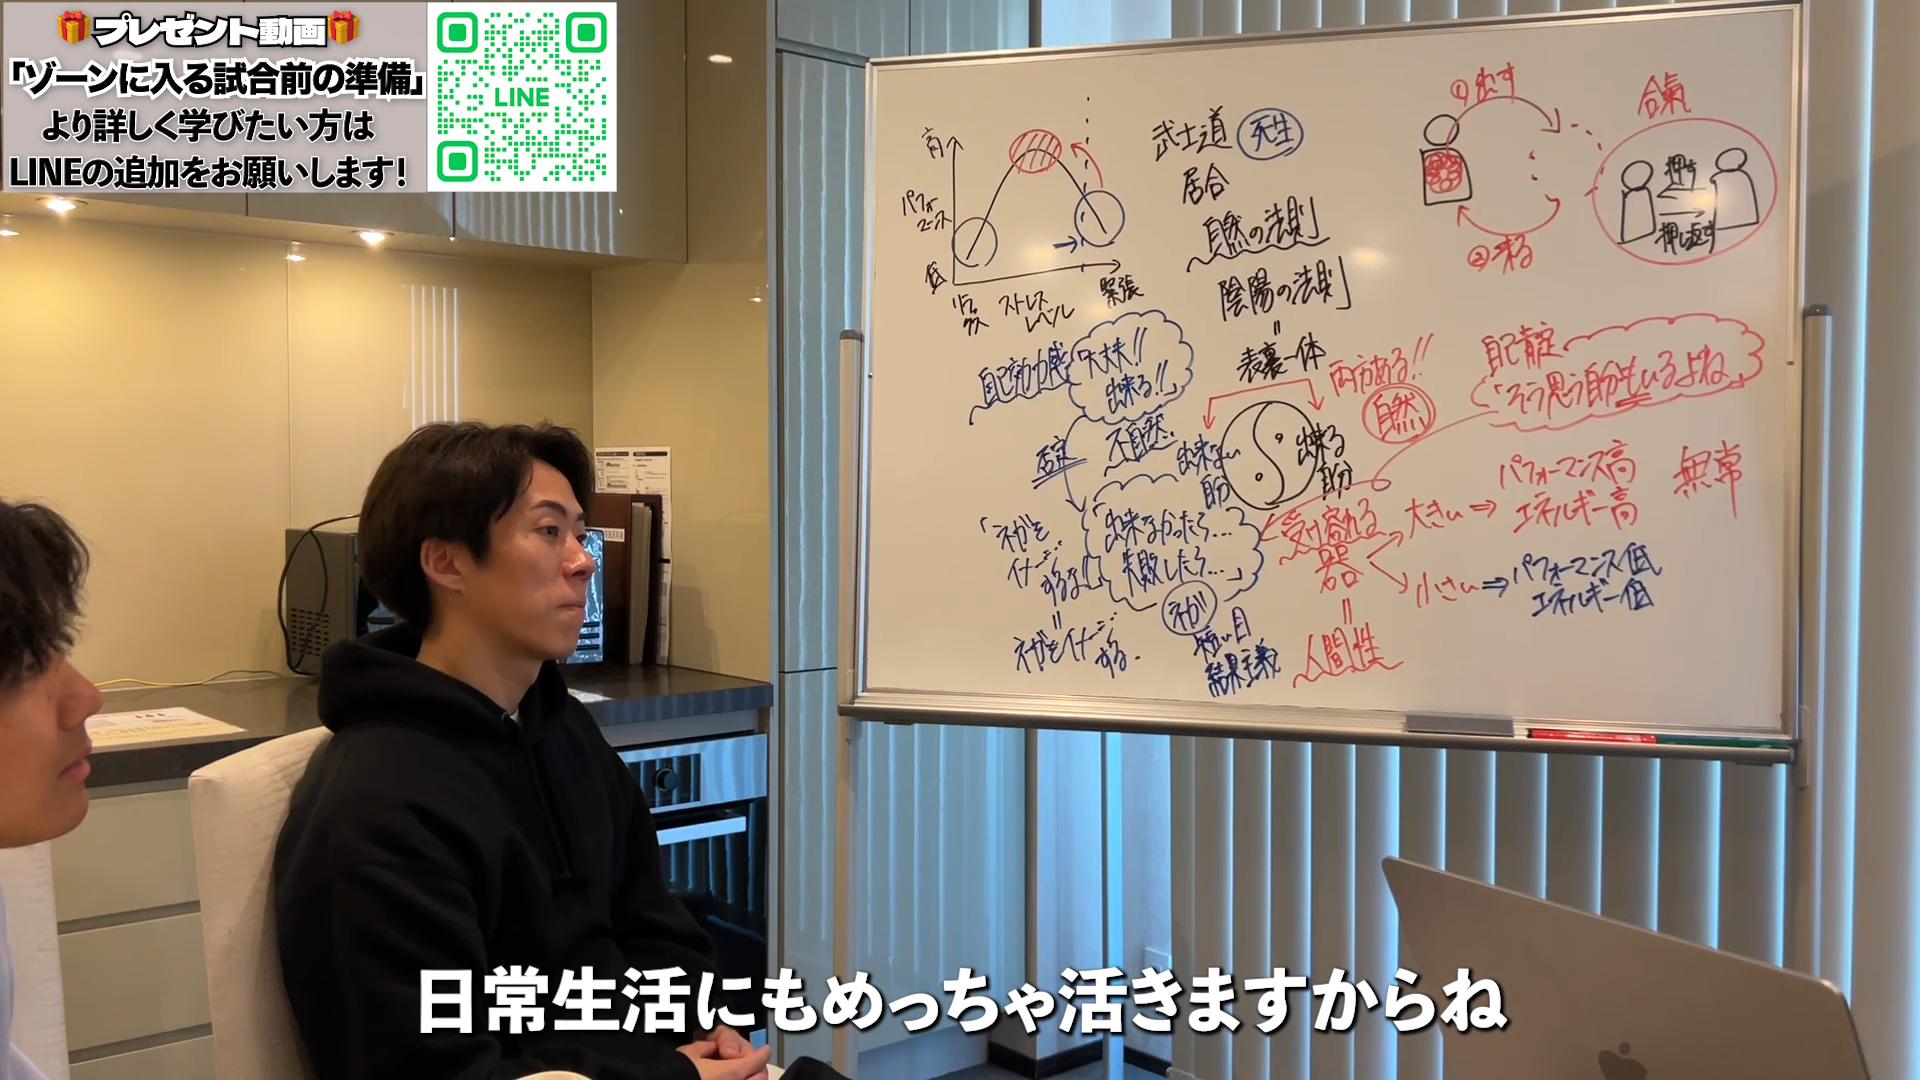 🎁プレゼント動画🎁
「ゾーンに入る試合前の準備」
より詳しく学びたい方は
LINEの追加をお願いします!
LINE
高
パフォーマンス
低
リラックス
ストレスレベル
緊張
武士道 死生
居合
自然の法則
陰陽の法則
=
表裏一体
両方ある!!
自然
①出す
②来る
合氣
押す
押し返す
自己効力感
大丈夫!!
出来る!!
否定
不自然
出来ない自分
出来る自分
自己肯定
「そう思う自分もいるよね」
「ネガをイメージするな!」
=
ネガをイメージする。
出来なかったら…
失敗したら…
ネガ
短い目
結果主義
受け容れる
器
=
人間性
大きい⇒パフォーマンス高
エネルギー高
無常
小さい⇒パフォーマンス低
エネルギー低
日常生活にもめっちゃ活きますからね